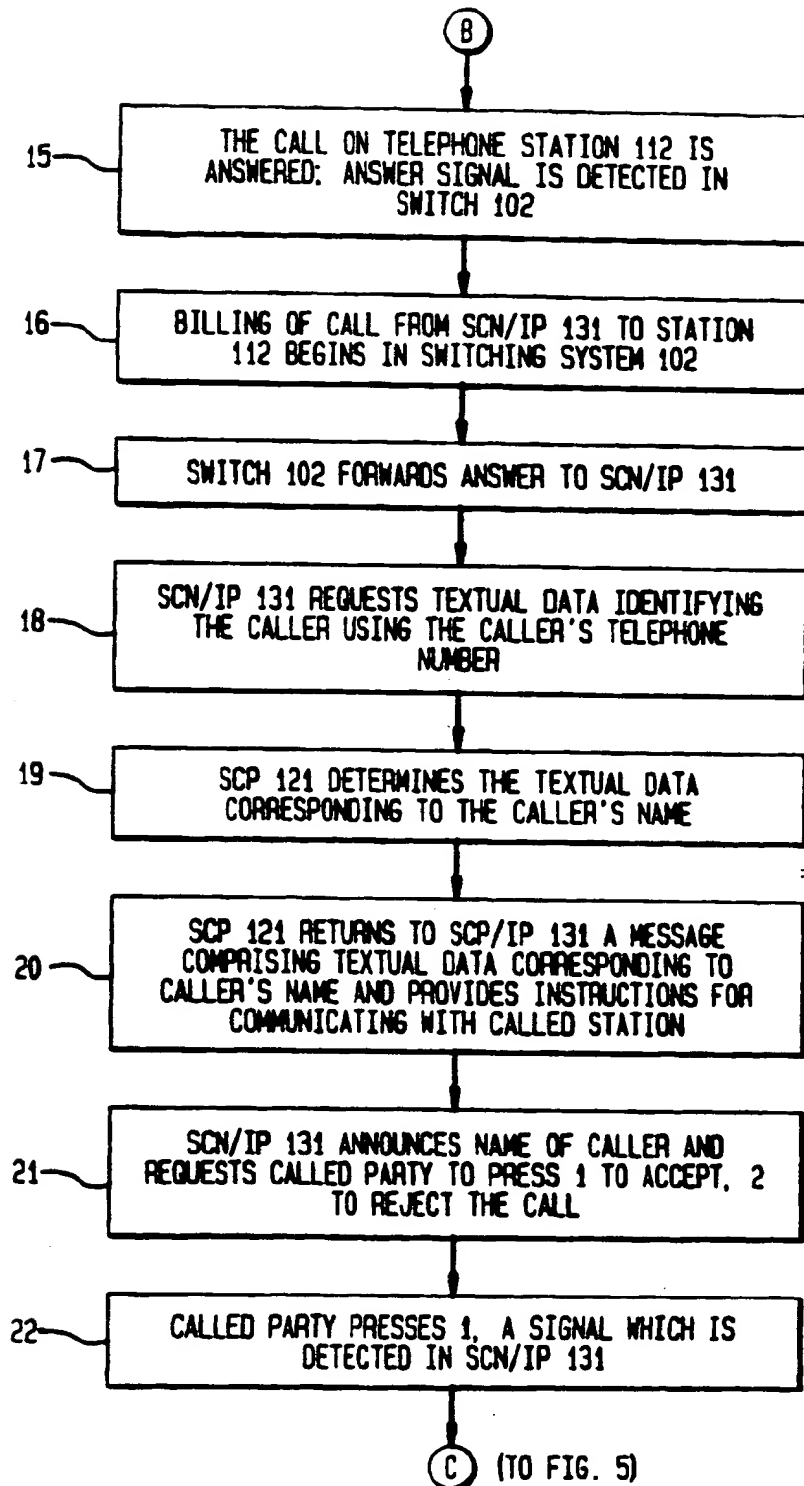 B
15
THE CALL ON TELEPHONE STATION 112 IS
ANSWERED: ANSWER SIGNAL IS DETECTED IN
SWITCH 102
16
BILLING OF CALL FROM SCN/IP 131 TO STATION
112 BEGINS IN SWITCHING SYSTEM 102
17
SWITCH 102 FORWARDS ANSWER TO SCN/IP 131
18
SCN/IP 131 REQUESTS TEXTUAL DATA IDENTIFYING
THE CALLER USING THE CALLER'S TELEPHONE
NUMBER
19
SCP 121 DETERMINES THE TEXTUAL DATA
CORRESPONDING TO THE CALLER'S NAME
20
SCP 121 RETURNS TO SCP/IP 131 A MESSAGE
COMPRISING TEXTUAL DATA CORRESPONDING TO
CALLER'S NAME AND PROVIDES INSTRUCTIONS FOR
COMMUNICATING WITH CALLED STATION
21
SCN/IP 131 ANNOUNCES NAME OF CALLER AND
REQUESTS CALLED PARTY TO PRESS 1 TO ACCEPT, 2
TO REJECT THE CALL
22
CALLED PARTY PRESSES 1, A SIGNAL WHICH IS
DETECTED IN SCN/IP 131
C (TO FIG. 5)